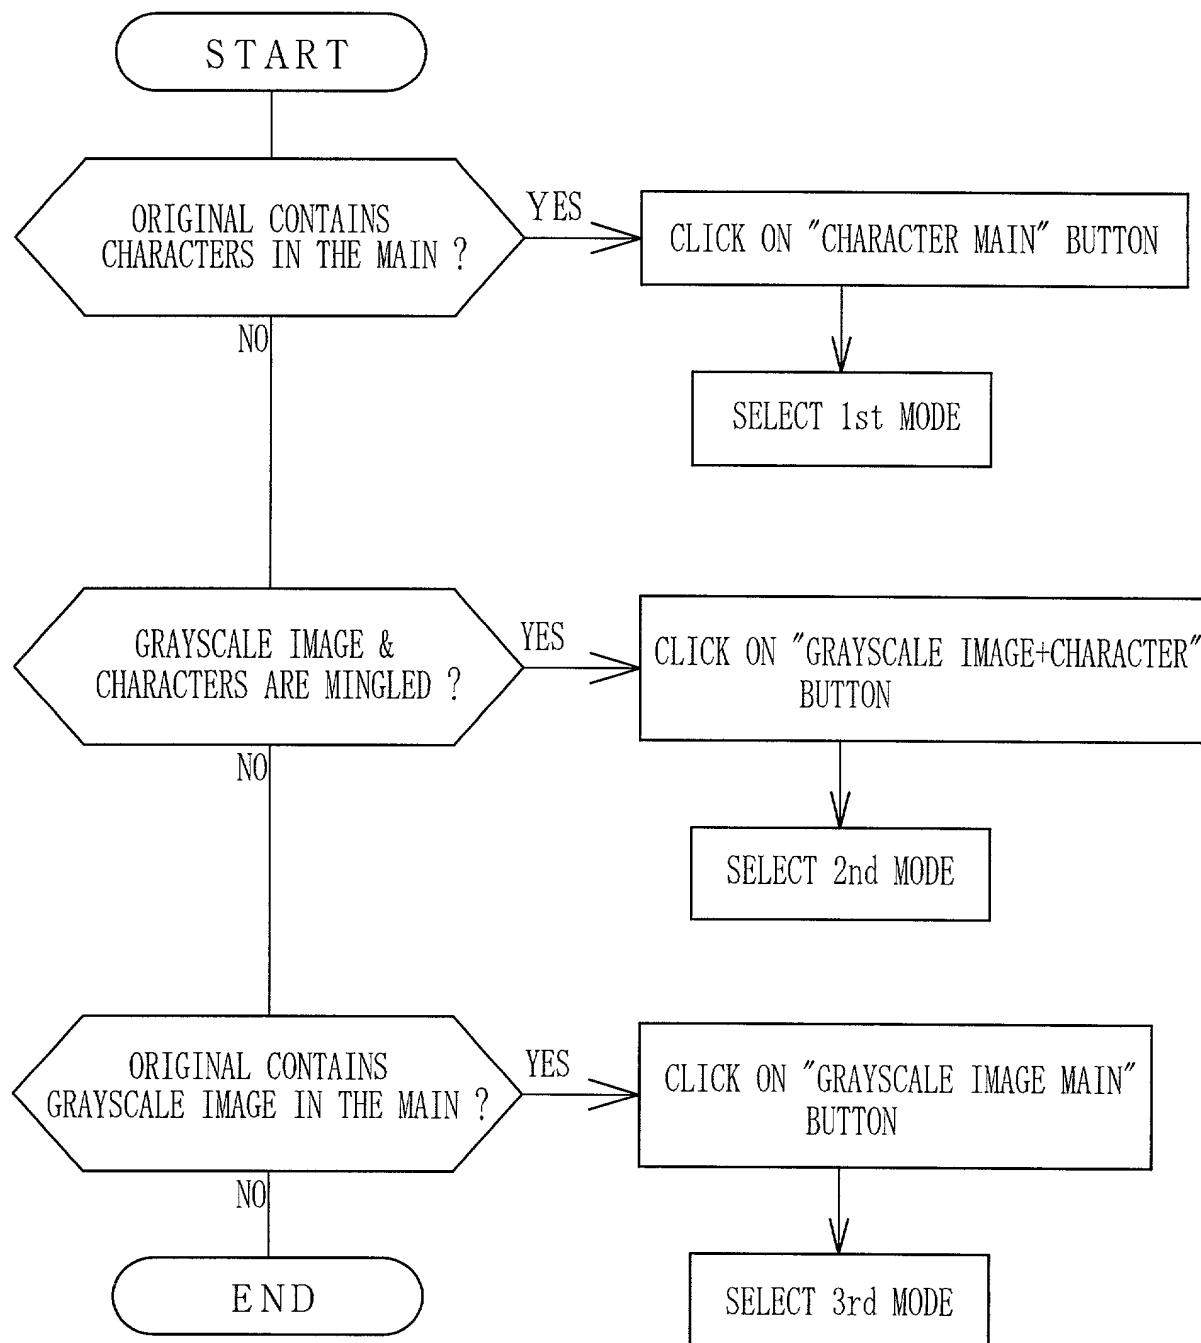 START
ORIGINAL CONTAINS
CHARACTERS IN THE MAIN ?
YES
CLICK ON "CHARACTER MAIN" BUTTON
NO
SELECT 1st MODE
GRAYSCALE IMAGE &
CHARACTERS ARE MINGLED ?
YES
CLICK ON "GRAYSCALE IMAGE+CHARACTER"
BUTTON
NO
SELECT 2nd MODE
ORIGINAL CONTAINS
GRAYSCALE IMAGE IN THE MAIN ?
YES
CLICK ON "GRAYSCALE IMAGE MAIN"
BUTTON
NO
END
SELECT 3rd MODE